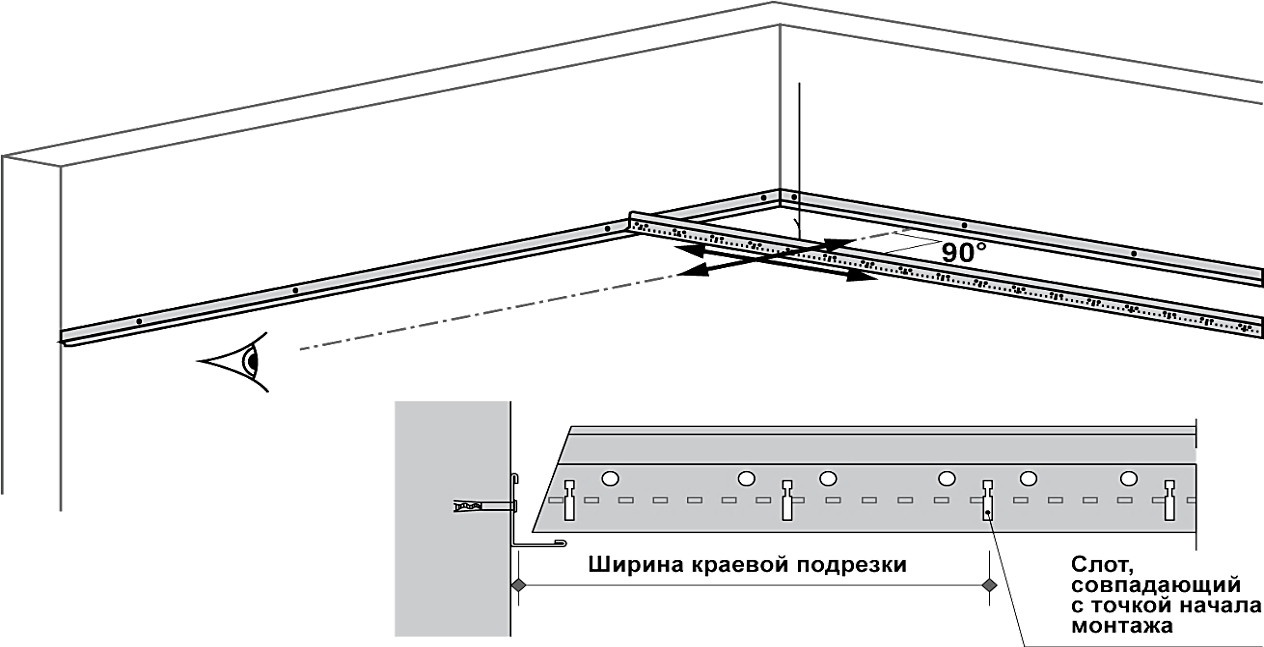 90°
Ширина краевой подрезки
Слот,
совпадающий
с точкой начала
монтажа